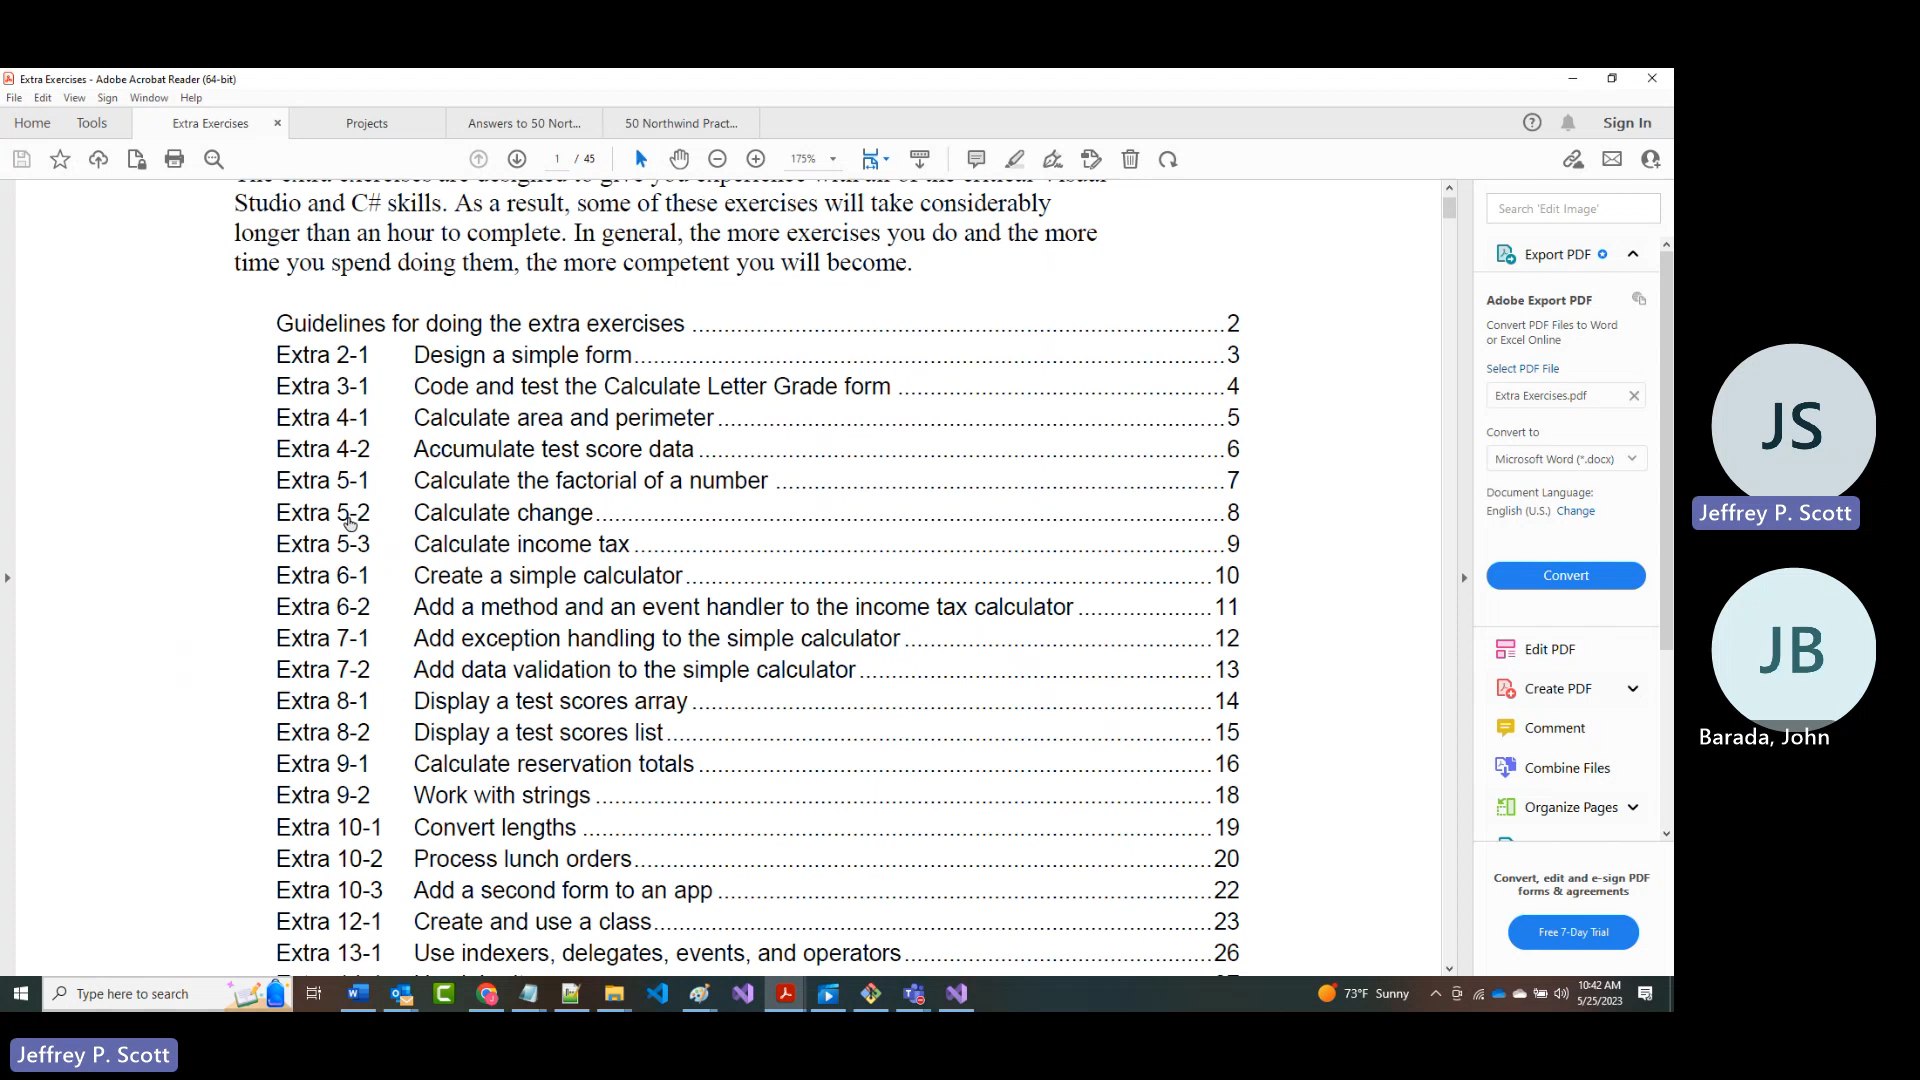 Extra Exercises - Adobe Acrobat Reader (64-bit)
File Edit View Sign Window Help
Home Tools Extra Exercises × Projects Answers to 50 Nort... 50 Northwind Pract... Sign In
1 / 45 175%
The extra exercises are designed to give you experience with all of the critical Visual
Studio and C# skills. As a result, some of these exercises will take considerably
longer than an hour to complete. In general, the more exercises you do and the more
time you spend doing them, the more competent you will become.
Guidelines for doing the extra exercises ... 2
Extra 2-1 Design a simple form ... 3
Extra 3-1 Code and test the Calculate Letter Grade form ... 4
Extra 4-1 Calculate area and perimeter ... 5
Extra 4-2 Accumulate test score data ... 6
Extra 5-1 Calculate the factorial of a number ... 7
Extra 5-2 Calculate change ... 8
Extra 5-3 Calculate income tax ... 9
Extra 6-1 Create a simple calculator ... 10
Extra 6-2 Add a method and an event handler to the income tax calculator ... 11
Extra 7-1 Add exception handling to the simple calculator ... 12
Extra 7-2 Add data validation to the simple calculator ... 13
Extra 8-1 Display a test scores array ... 14
Extra 8-2 Display a test scores list ... 15
Extra 9-1 Calculate reservation totals ... 16
Extra 9-2 Work with strings ... 18
Extra 10-1 Convert lengths ... 19
Extra 10-2 Process lunch orders ... 20
Extra 10-3 Add a second form to an app ... 22
Extra 12-1 Create and use a class ... 23
Extra 13-1 Use indexers, delegates, events, and operators ... 26
Search 'Edit Image'
Export PDF
Adobe Export PDF
Convert PDF Files to Word
or Excel Online
Select PDF File
Extra Exercises.pdf
Convert to
Microsoft Word (*.docx)
Document Language:
English (U.S.) Change
Convert
Edit PDF
Create PDF
Comment
Combine Files
Organize Pages
Convert, edit and e-sign PDF
forms & agreements
Free 7-Day Trial
JS
Jeffrey P. Scott
JB
Barada, John
Type here to search
73°F Sunny
10:42 AM
5/25/2023
Jeffrey P. Scott